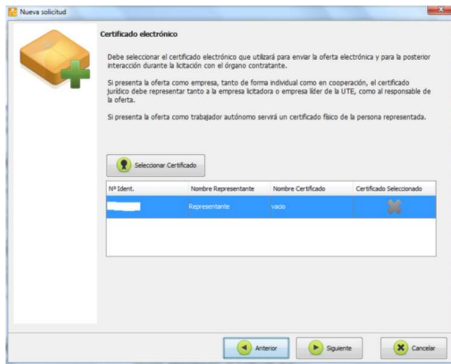 Nueva solicitud
Certificado electrónico
Debe seleccionar el certificado electrónico que utilizará para enviar la oferta electrónica y para la posterior
interacción durante la licitación con el órgano contratante.
Si presenta la oferta como empresa, tanto de forma individual como en cooperación, el certificado
jurídico debe representar tanto a la empresa licitadora o empresa líder de la UTE, como al responsable de
la oferta.
Si presenta la oferta como trabajador autónomo servirá un certificado físico de la persona representada.
Seleccionar Certificado
Nº Ident. Nombre Representante Nombre Certificado Certificado Seleccionado
Representante vacio
Anterior Siguiente Cancelar